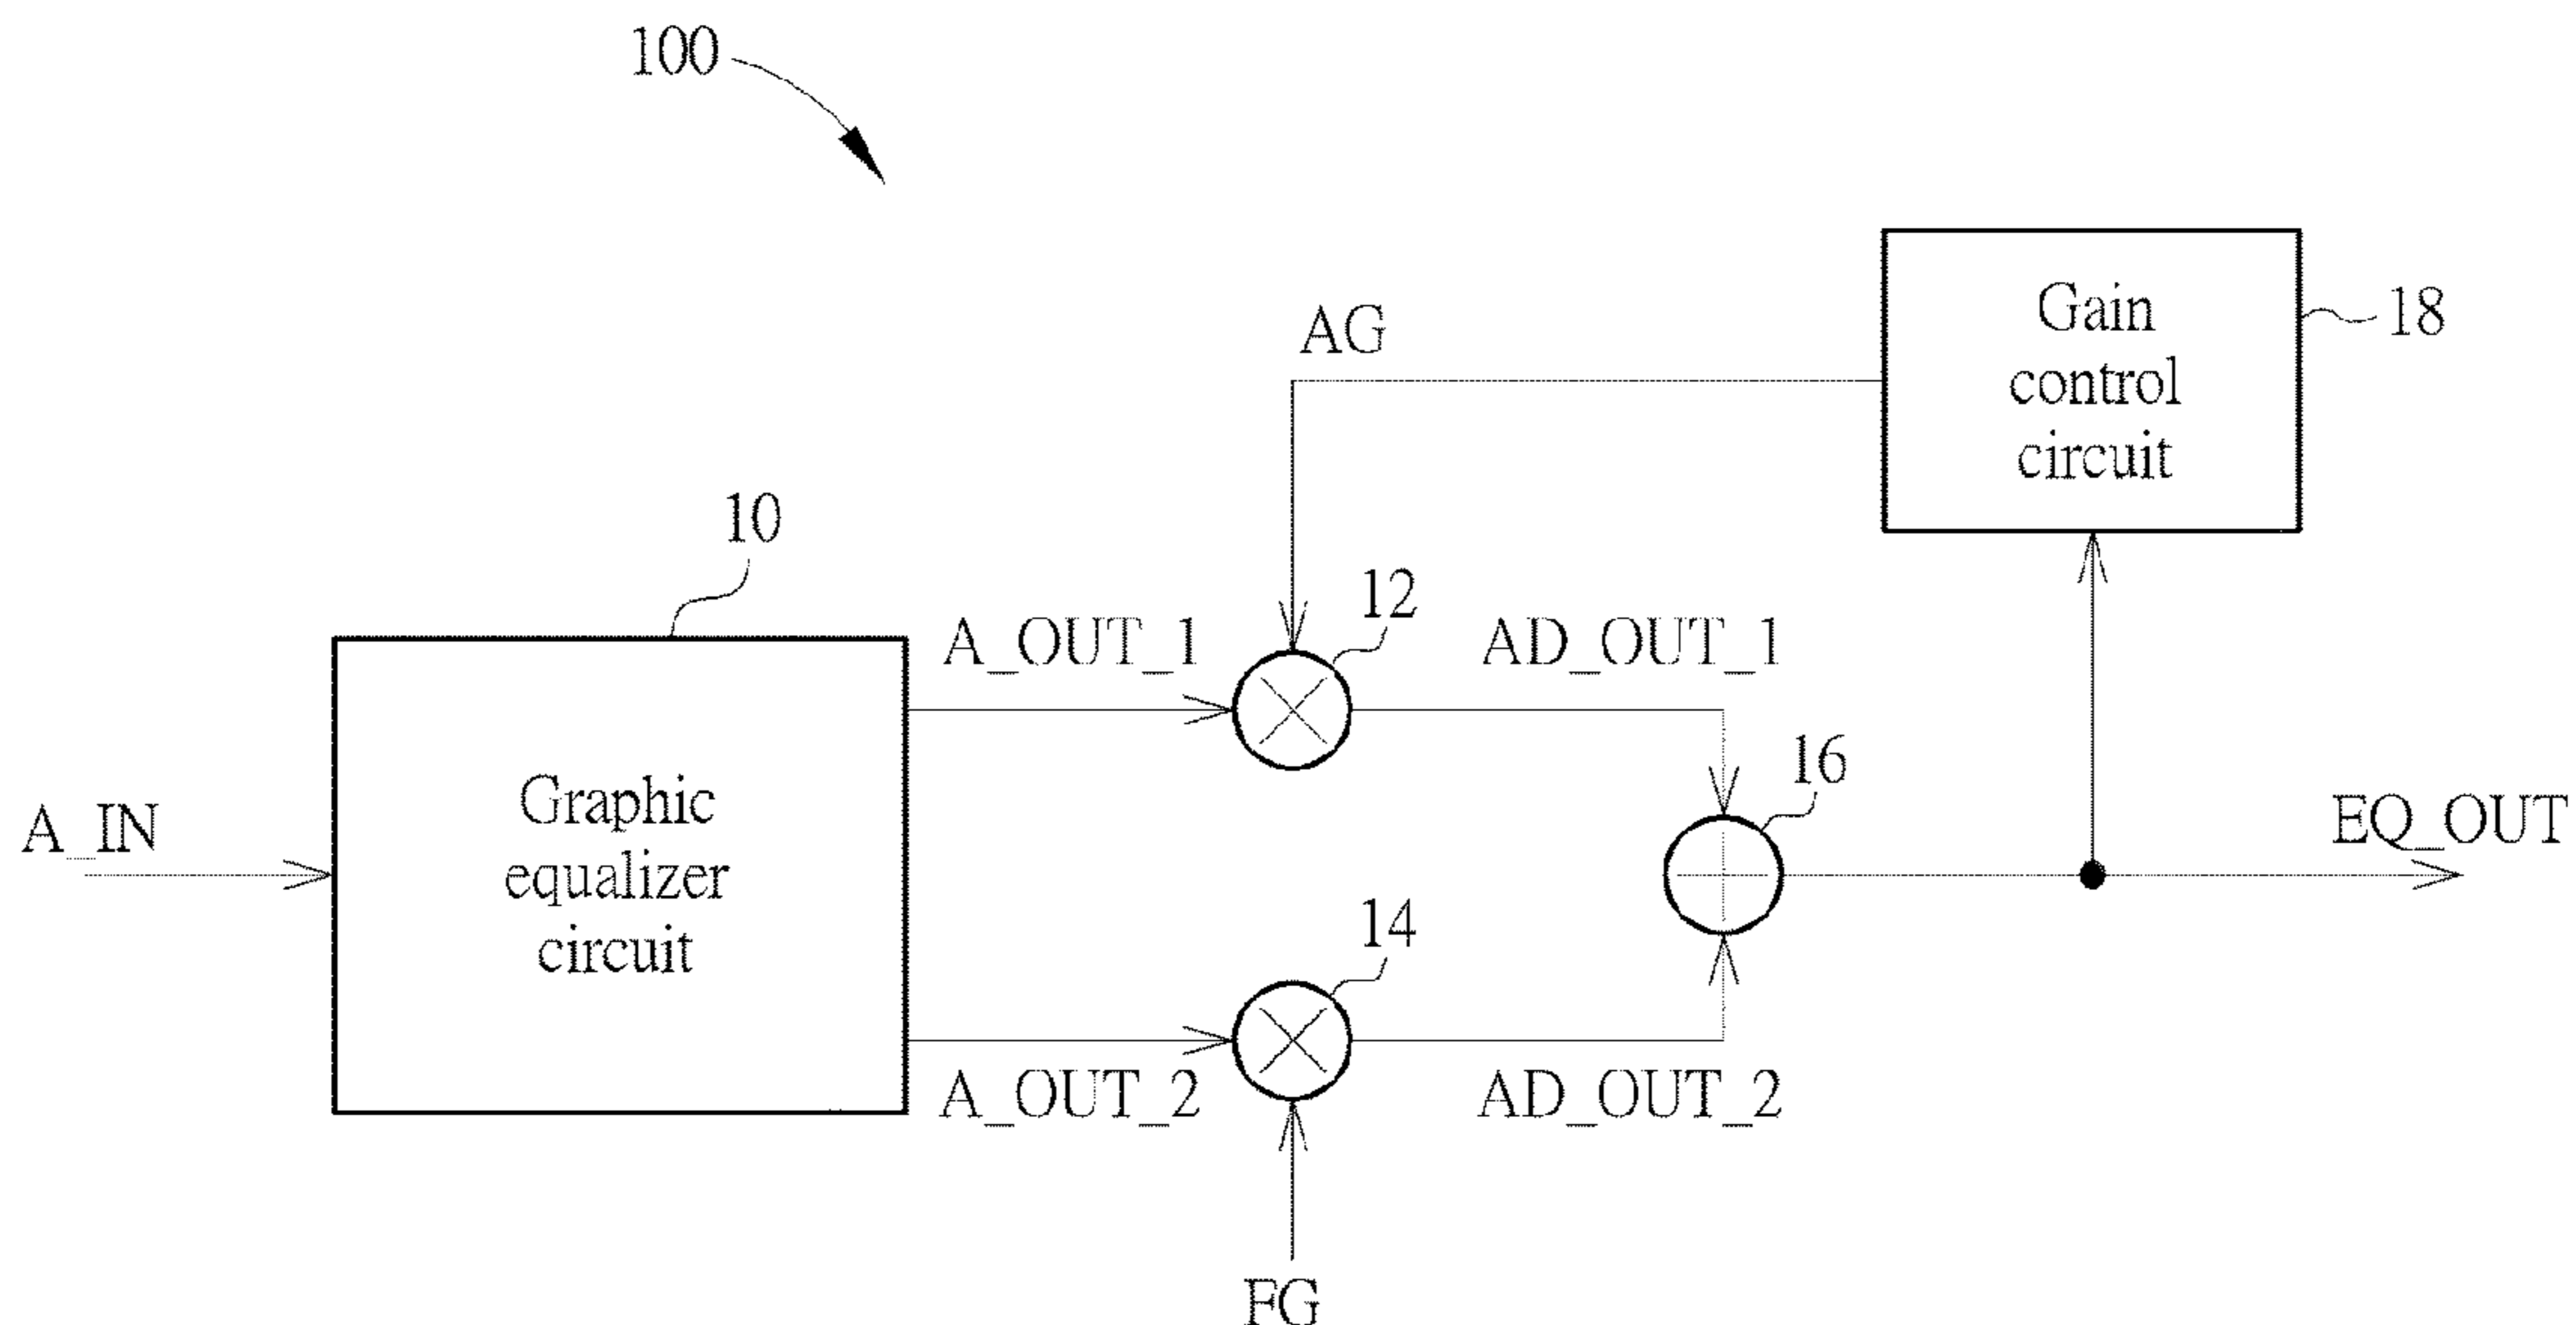 100
Gain
control
circuit
18
AG
10
12
A_OUT_1
AD_OUT_1
16
A_IN
Graphic
equalizer
circuit
EQ_OUT
14
A_OUT_2
AD_OUT_2
FG